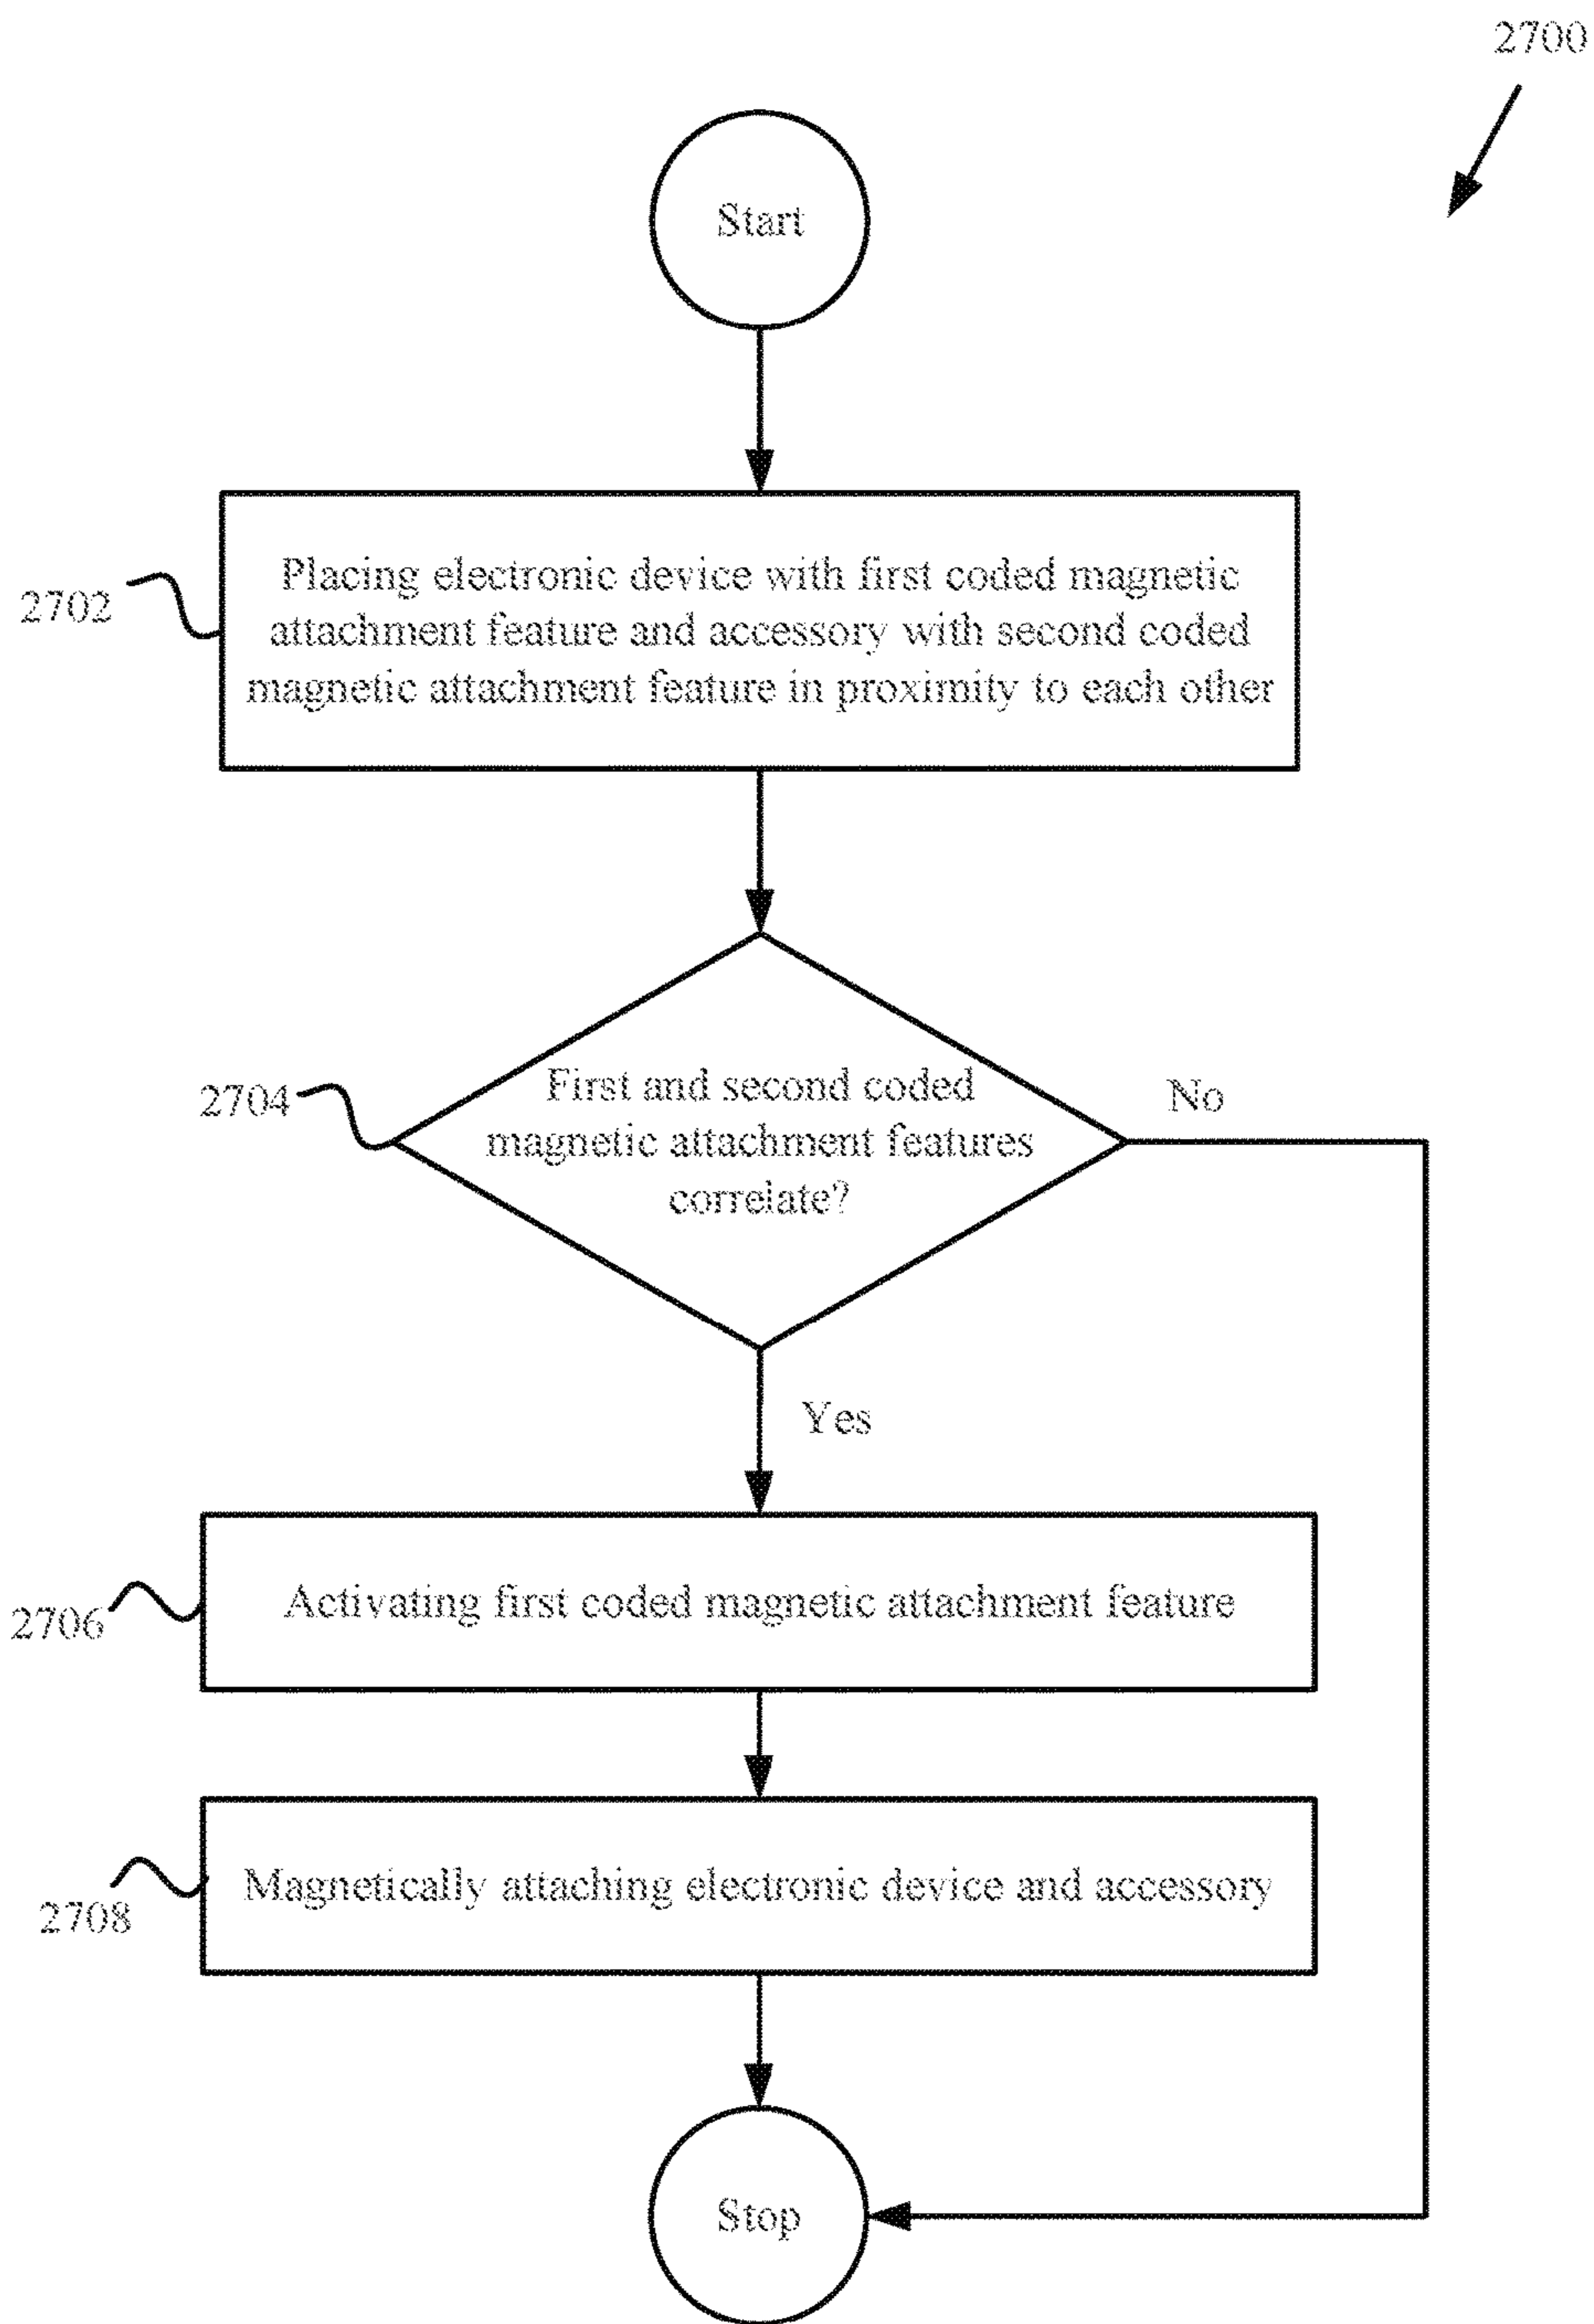 2700
Start
2702
Placing electronic device with first coded magnetic
attachment feature and accessory with second coded
magnetic attachment feature in proximity to each other
2704
First and second coded
magnetic attachment features
correlate?
No
Yes
2706
Activating first coded magnetic attachment feature
2708
Magnetically attaching electronic device and accessory
Stop